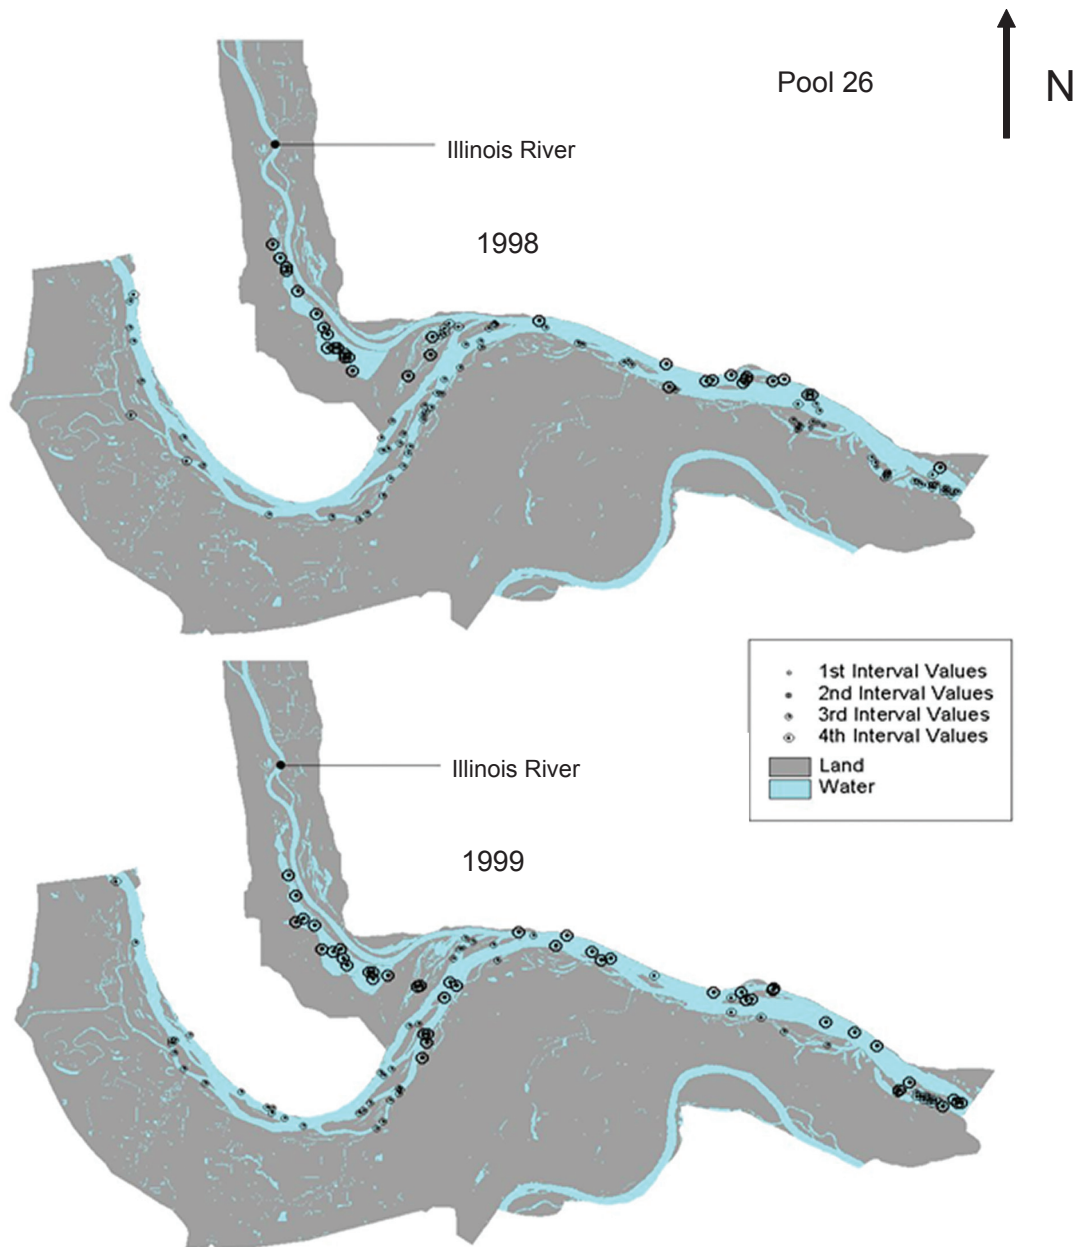 Pool 26
N
Illinois River
1998
1st Interval Values
2nd Interval Values
3rd Interval Values
4th Interval Values
Land
Water
Illinois River
1999